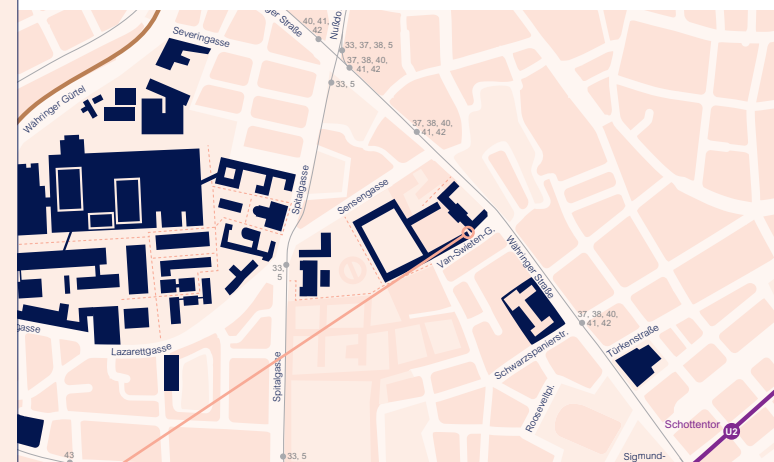 ger Straße
40, 41,
42
Nußdo
Severingasse
33, 37, 38, 5
37, 38, 40,
41, 42
33, 5
Währinger Gürtel
37, 38, 40,
41, 42
Spitalgasse
Sensengasse
Van-Swieten-G.
Währinger Straße
33,
5
37, 38, 40,
41, 42
gasse
Lazarettgasse
Türkenstraße
Schwarzspanierstr.
Spitalgasse
Rooseveltpl.
Schottentor
U2
43
33, 5
Sigmund-